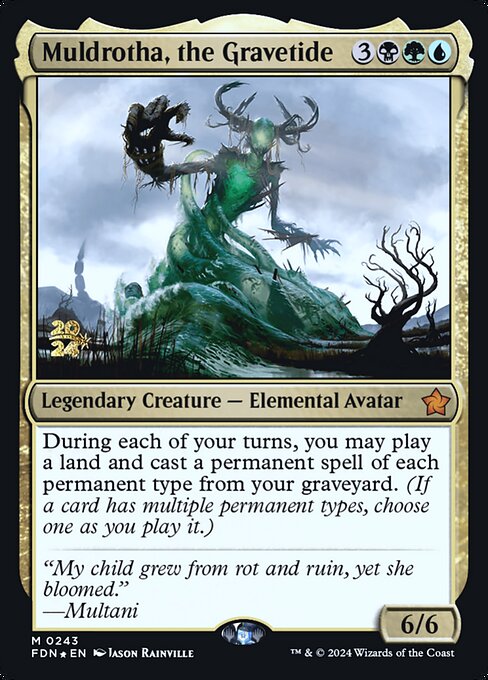 Muldrotha, the Gravetide 3
2024
Legendary Creature — Elemental Avatar
During each of your turns, you may play
a land and cast a permanent spell of each
permanent type from your graveyard. (If
a card has multiple permanent types, choose
one as you play it.)
“My child grew from rot and ruin, yet she
bloomed.”
—Multani
6/6
M 0243
FDN★EN Jason Rainville
™ & © 2024 Wizards of the Coast